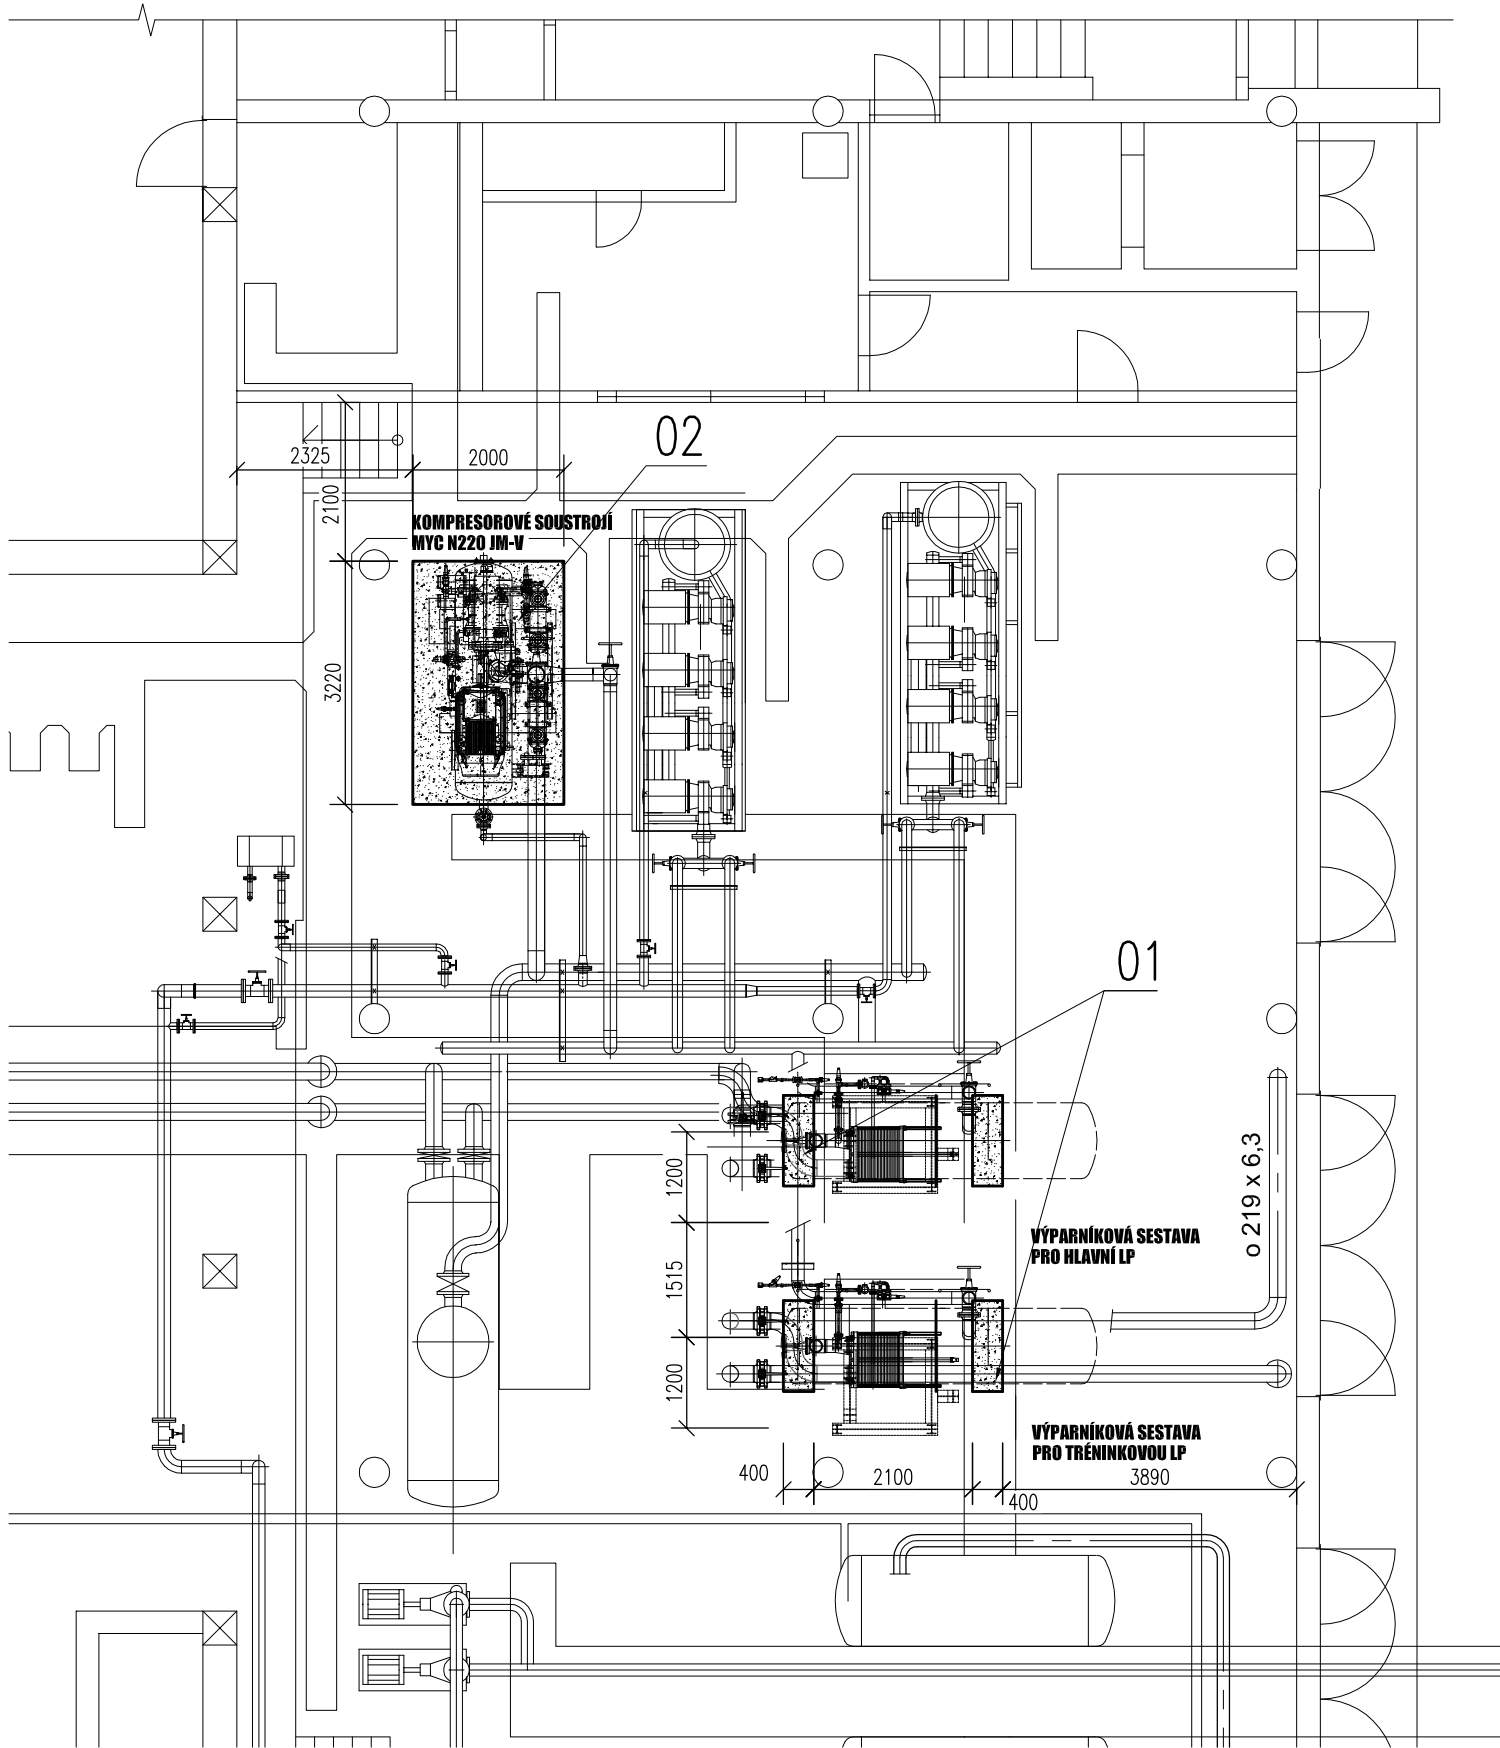 02
2325
2000
2100
KOMPRESOROVÉ SOUSTROJÍ
MYC N220 JM-V
3220
01
1200
1515
1200
o 219 x 6,3
VÝPARNÍKOVÁ SESTAVA
PRO HLAVNÍ LP
VÝPARNÍKOVÁ SESTAVA
PRO TRÉNINKOVOU LP
400
2100
3890
400